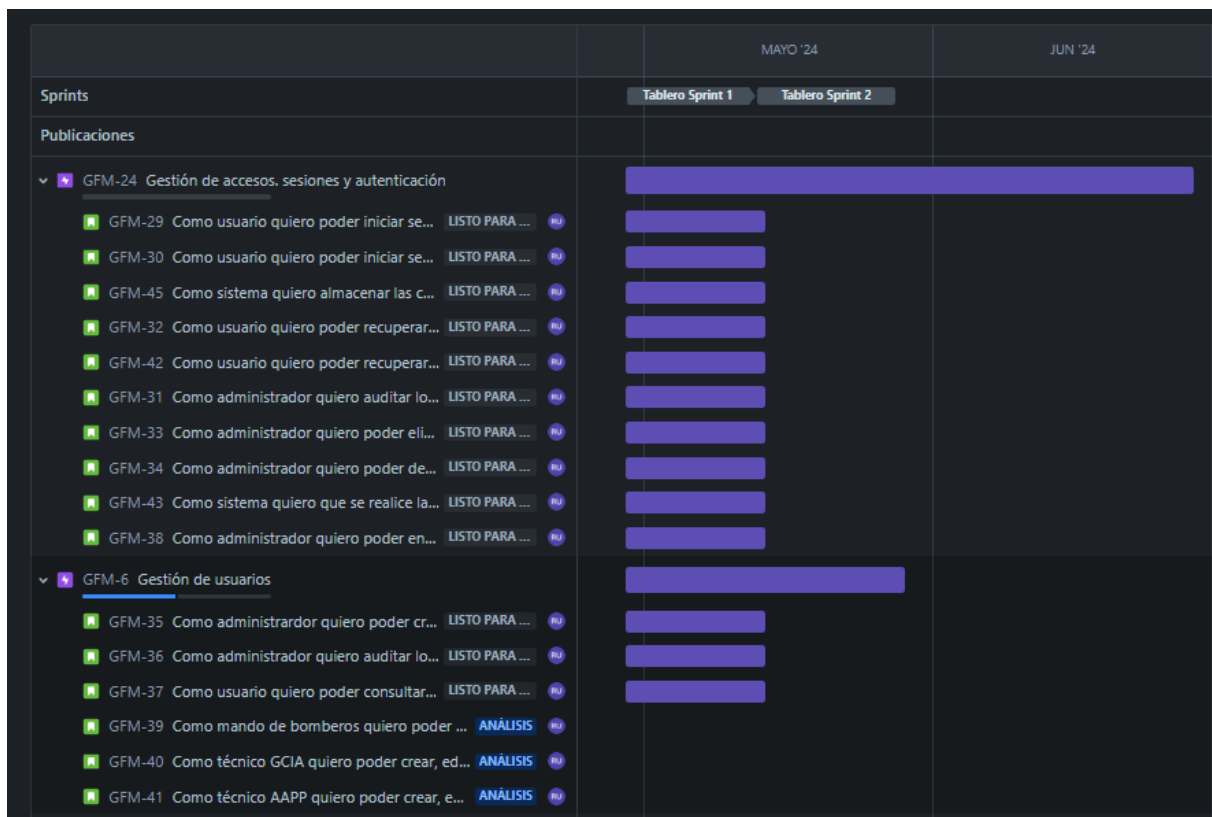 MAYO '24 JUN '24
Sprints Tablero Sprint 1 Tablero Sprint 2
Publicaciones
GFM-24 Gestión de accesos. sesiones y autenticación
GFM-29 Como usuario quiero poder iniciar se... LISTO PARA ... RU
GFM-30 Como usuario quiero poder iniciar se... LISTO PARA ... RU
GFM-45 Como sistema quiero almacenar las c... LISTO PARA ... RU
GFM-32 Como usuario quiero poder recuperar... LISTO PARA ... RU
GFM-42 Como usuario quiero poder recuperar... LISTO PARA ... RU
GFM-31 Como administrador quiero auditar lo... LISTO PARA ... RU
GFM-33 Como administrador quiero poder eli... LISTO PARA ... RU
GFM-34 Como administrador quiero poder de... LISTO PARA ... RU
GFM-43 Como sistema quiero que se realice la... LISTO PARA ... RU
GFM-38 Como administrador quiero poder en... LISTO PARA ... RU
GFM-6 Gestión de usuarios
GFM-35 Como administrardor quiero poder cr... LISTO PARA ... RU
GFM-36 Como administrador quiero auditar lo... LISTO PARA ... RU
GFM-37 Como usuario quiero poder consultar... LISTO PARA ... RU
GFM-39 Como mando de bomberos quiero poder ... ANÁLISIS RU
GFM-40 Como técnico GCIA quiero poder crear, ed... ANÁLISIS RU
GFM-41 Como técnico AAPP quiero poder crear, e... ANÁLISIS RU